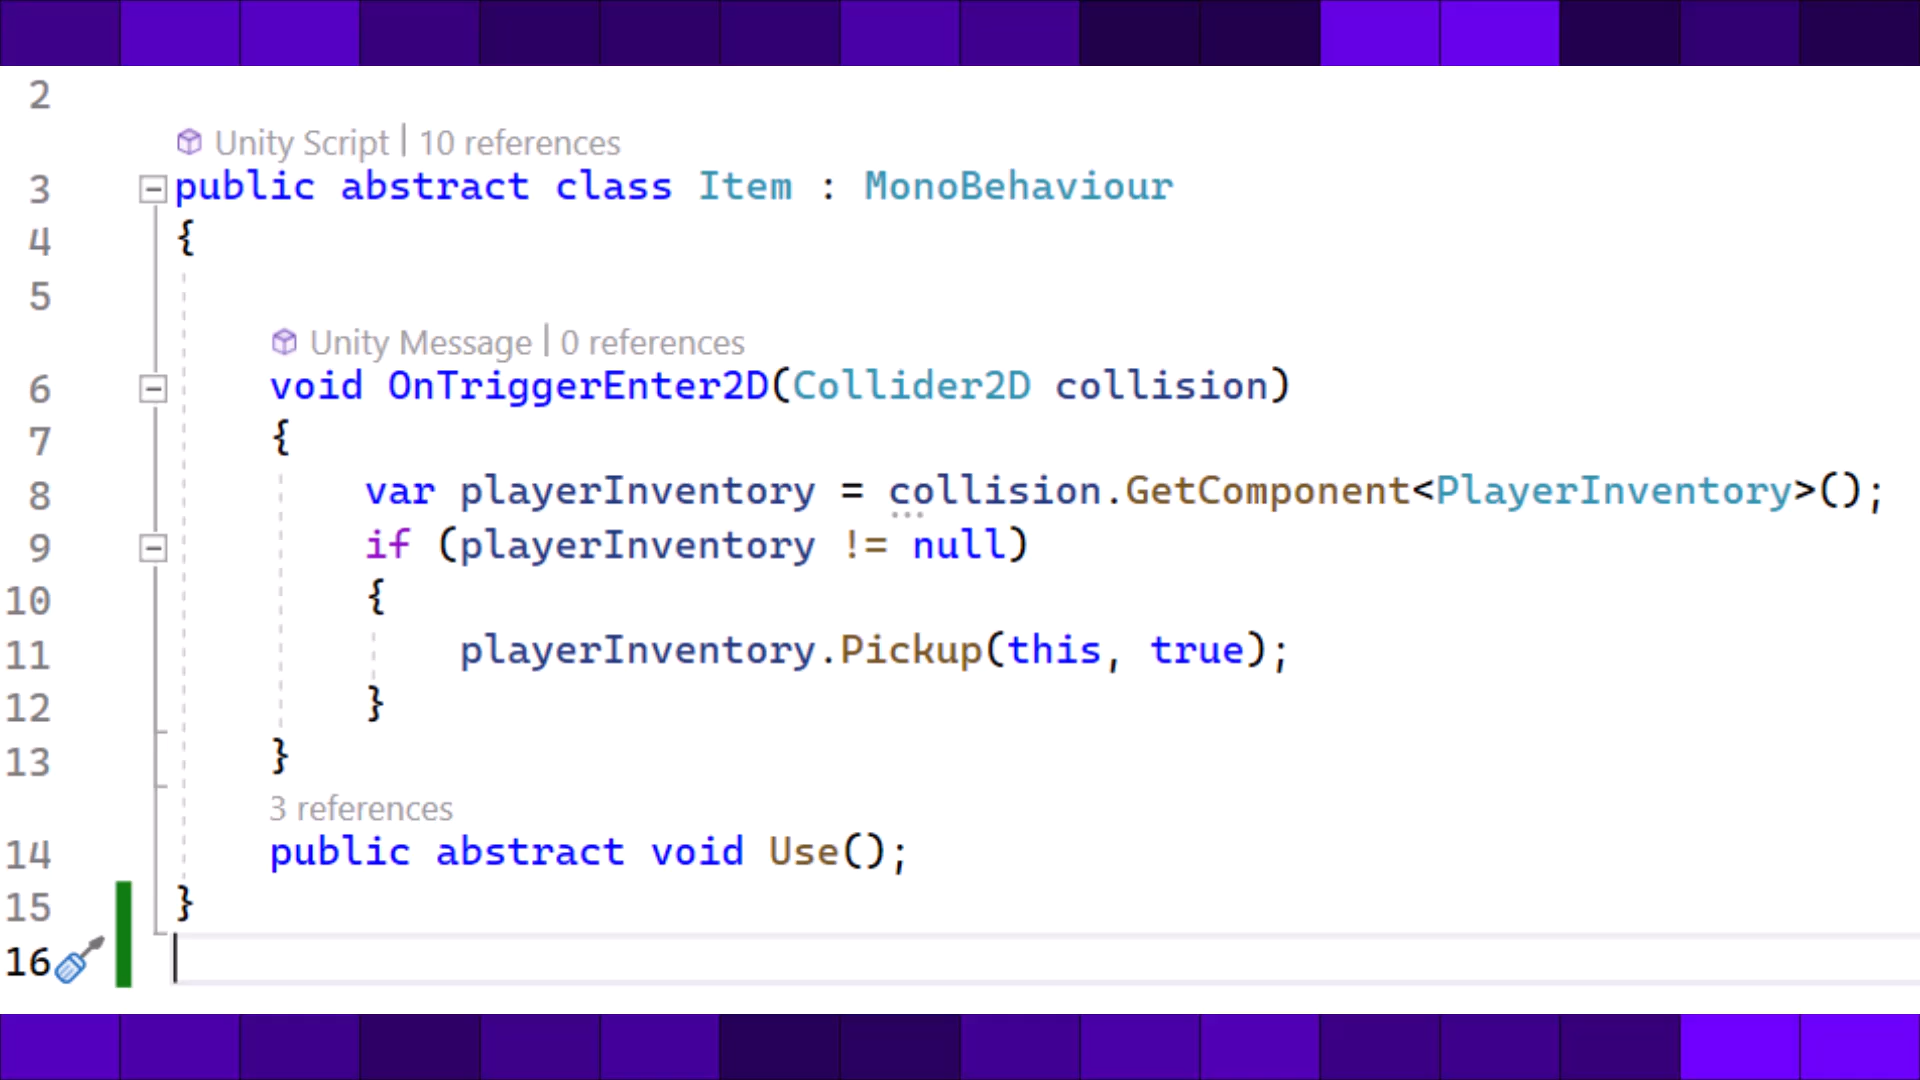 2
Unity Script | 10 references
3 public abstract class Item : MonoBehaviour
4 {
5
Unity Message | 0 references
6 void OnTriggerEnter2D(Collider2D collision)
7 {
8 var playerInventory = collision.GetComponent<PlayerInventory>();
9 if (playerInventory != null)
10 {
11 playerInventory.Pickup(this, true);
12 }
13 }
3 references
14 public abstract void Use();
15 }
16